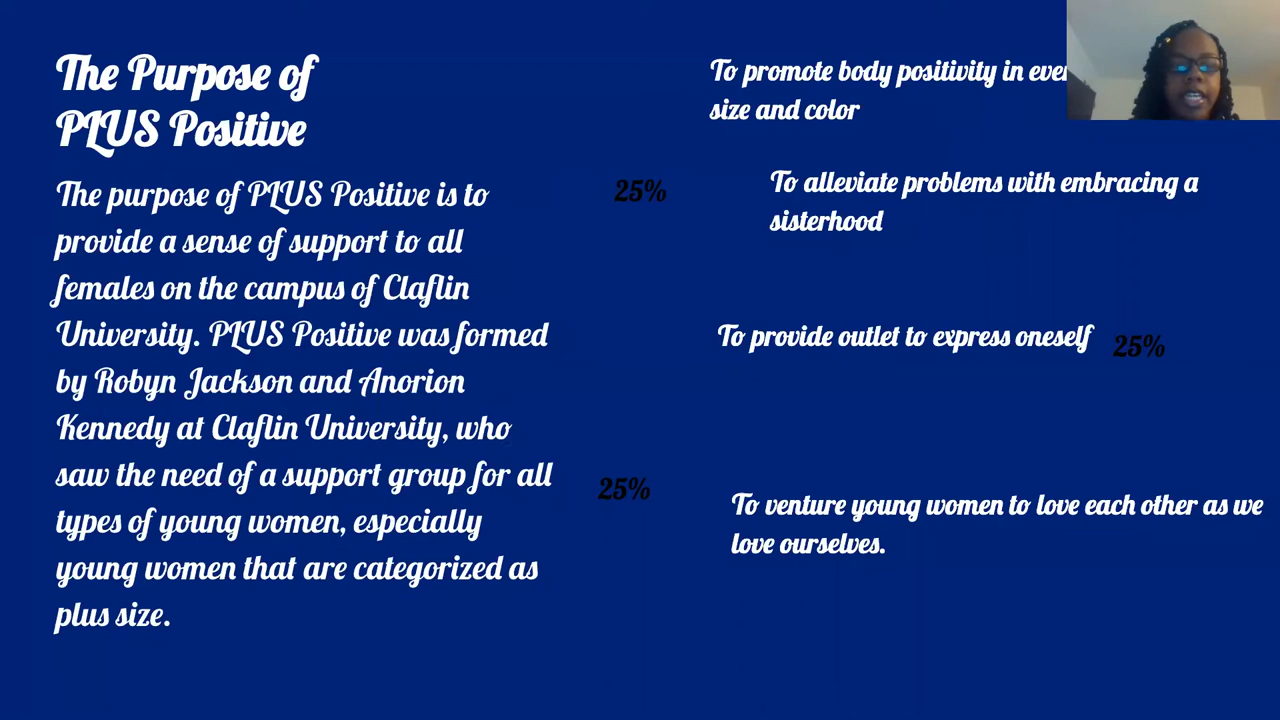 The Purpose of
PLUS Positive
The purpose of PLUS Positive is to
provide a sense of support to all
females on the campus of Claflin
University. PLUS Positive was formed
by Robyn Jackson and Anorion
Kennedy at Claflin University, who
saw the need of a support group for all
types of young women, especially
young women that are categorized as
plus size.
To promote body positivity in
size and color
25%
To alleviate problems with embracing a
sisterhood
To provide outlet to express oneself
25%
25%
To venture young women to love each other as we
love ourselves.